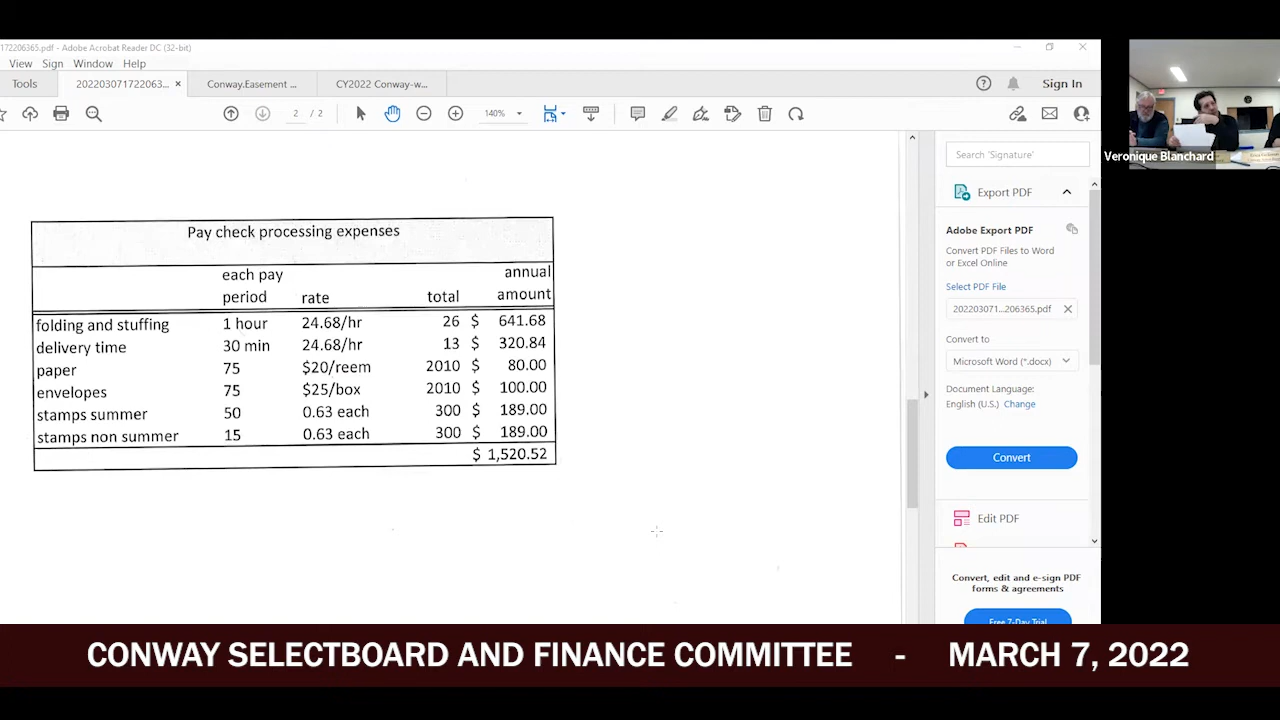 172206365.pdf - Adobe Acrobat Reader DC (32-bit)
View Sign Window Help
Tools 202203071722063... × Conway.Easement ... CY2022 Conway-w... Sign In
2 / 2 140%
Search 'Signature'
Export PDF
Adobe Export PDF
Convert PDF Files to Word
or Excel Online
Select PDF File
202203071...206365.pdf
Convert to
Microsoft Word (*.docx)
Document Language:
English (U.S.) Change
Convert
Edit PDF
Convert, edit and e-sign PDF
forms & agreements
Free 7-Day Trial
Pay check processing expenses
each pay annual
period rate total amount
folding and stuffing 1 hour 24.68/hr 26 $ 641.68
delivery time 30 min 24.68/hr 13 $ 320.84
paper 75 $20/reem 2010 $ 80.00
envelopes 75 $25/box 2010 $ 100.00
stamps summer 50 0.63 each 300 $ 189.00
stamps non summer 15 0.63 each 300 $ 189.00
$ 1,520.52
Veronique Blanchard
CONWAY SELECTBOARD AND FINANCE COMMITTEE - MARCH 7, 2022